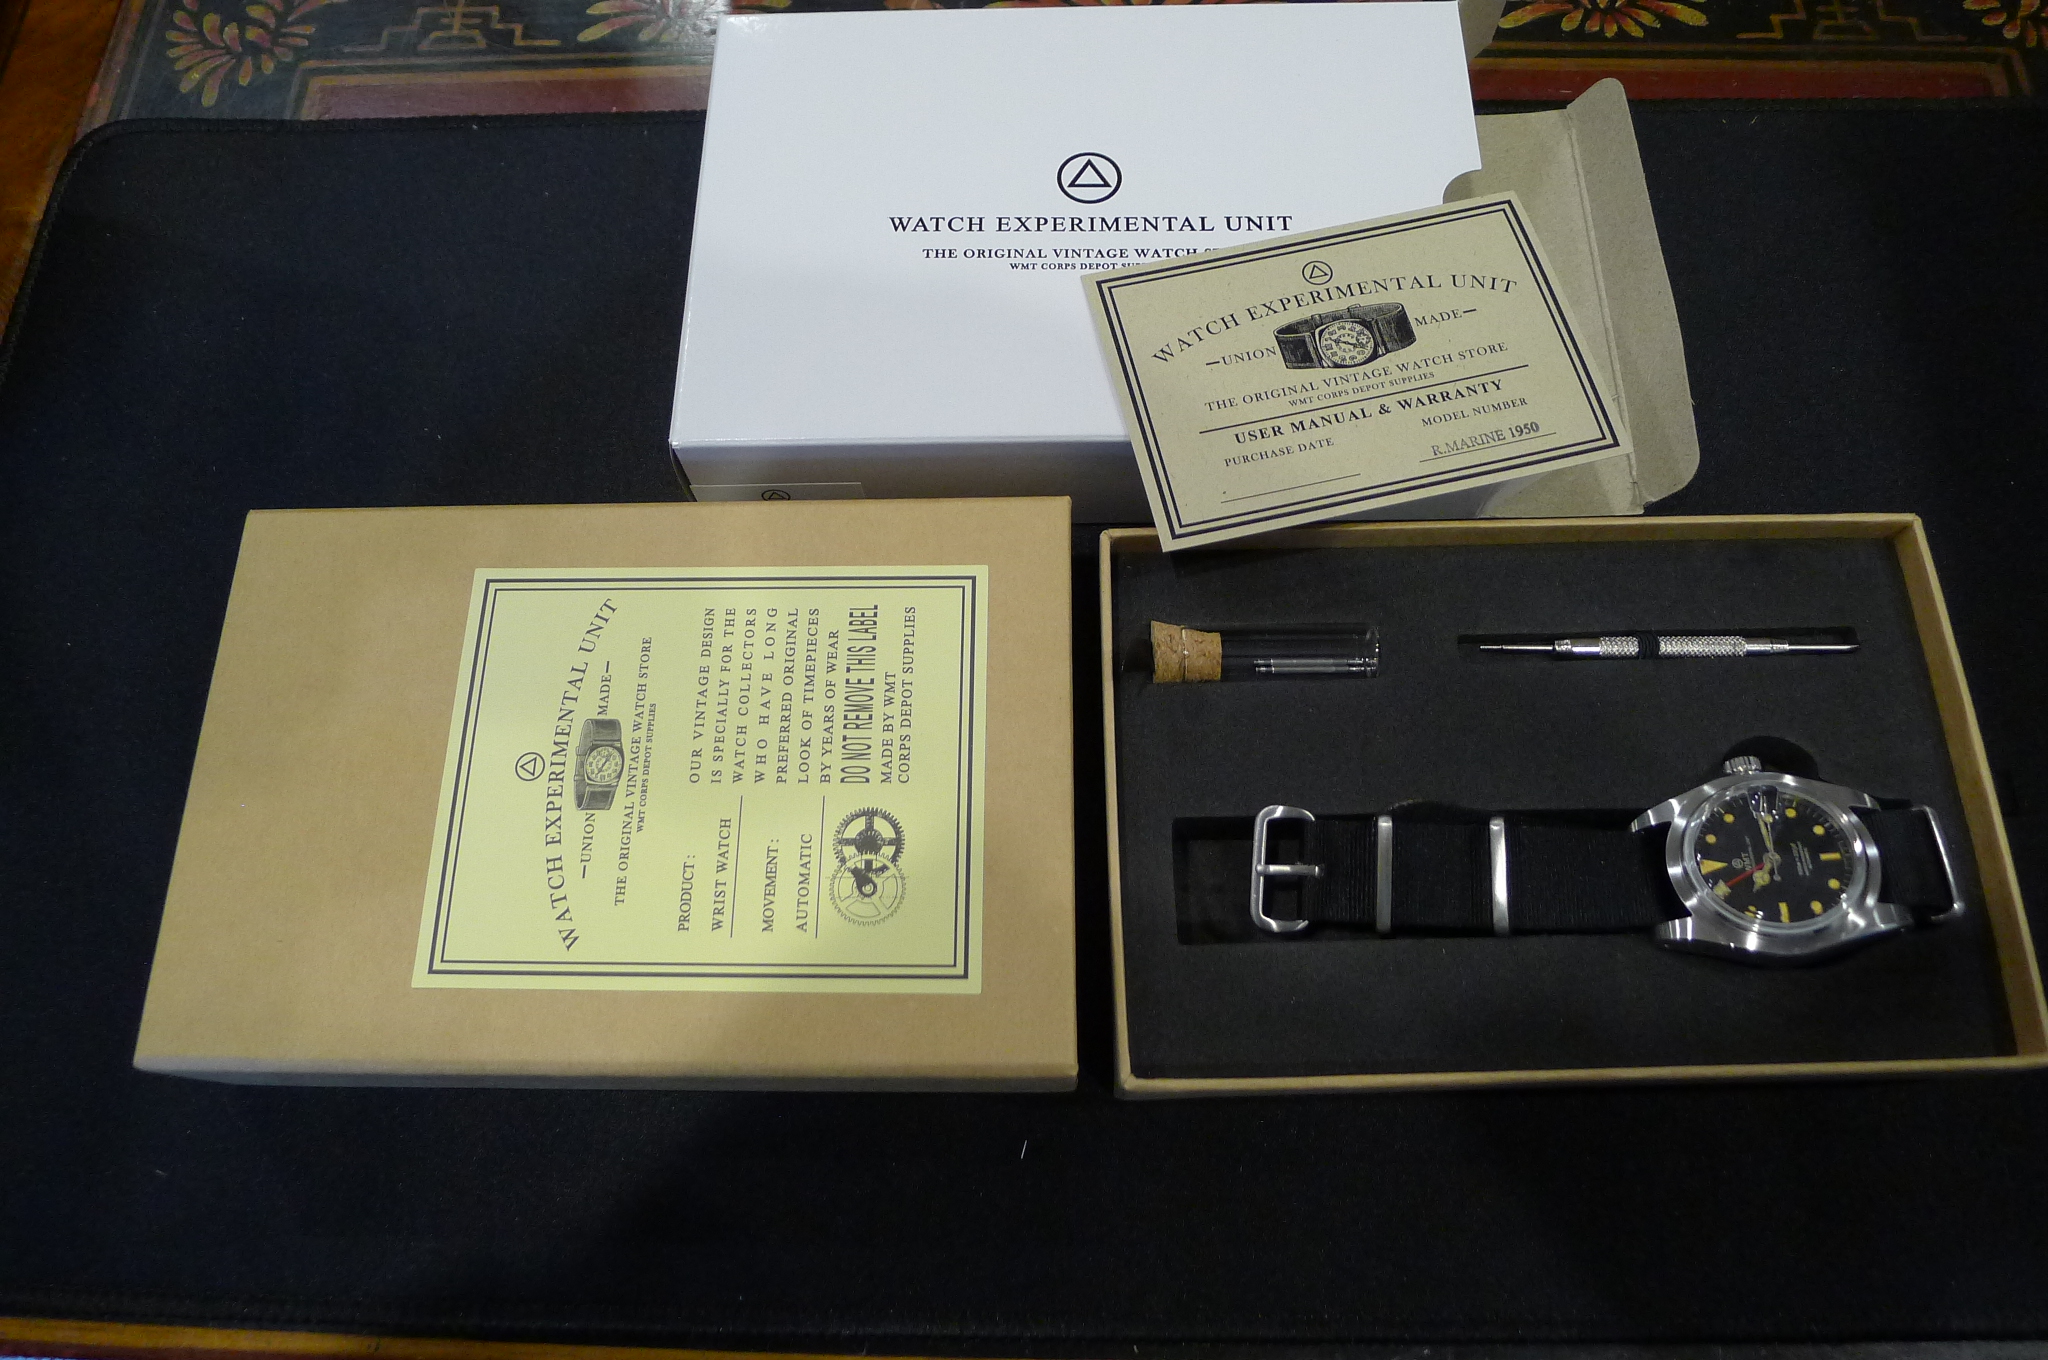 WATCH EXPERIMENTAL UNIT
THE ORIGINAL VINTAGE WATCH
WMT CORPS DEPOT
WATCH EXPERIMENTAL UNIT
—UNION MADE—
THE ORIGINAL VINTAGE WATCH STORE
WMT CORPS DEPOT SUPPLIES
USER MANUAL & WARRANTY
PURCHASE DATE MODEL NUMBER
R.MARINE 1950
WATCH EXPERIMENTAL UNIT
—UNION MADE—
THE ORIGINAL VINTAGE WATCH STORE
WMT CORPS DEPOT SUPPLIES
PRODUCT:
WRIST WATCH
MOVEMENT:
AUTOMATIC
OUR VINTAGE DESIGN
IS SPECIALLY FOR THE
WATCH COLLECTORS
WHO HAVE LONG
PREFERRED ORIGINAL
LOOK OF TIMEPIECES
BY YEARS OF WEAR
DO NOT REMOVE THIS LABEL
MADE BY WMT
CORPS DEPOT SUPPLIES
WMT